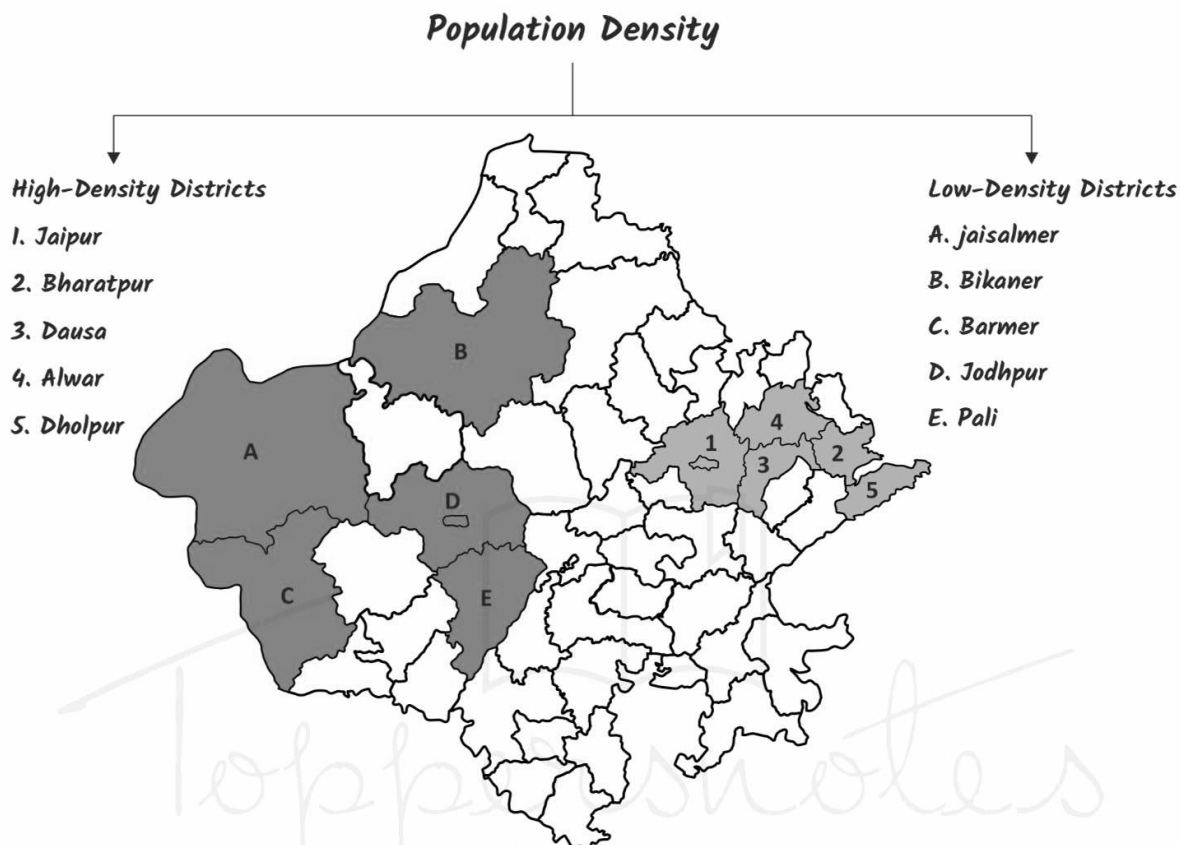 Population Density
High-Density Districts
1. Jaipur
2. Bharatpur
3. Dausa
4. Alwar
5. Dholpur
Low-Density Districts
A. jaisalmer
B. Bikaner
C. Barmer
D. Jodhpur
E. Pali
B
A
4
1
2
3
5
D
C
E
Toppersnotes